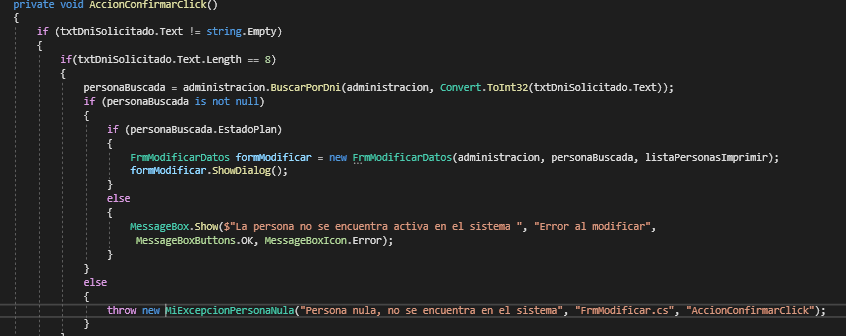 private void AccionConfirmarClick()
{
if (txtDniSolicitado.Text != string.Empty)
{
if(txtDniSolicitado.Text.Length == 8)
{
personaBuscada = administracion.BuscarPorDni(administracion, Convert.ToInt32(txtDniSolicitado.Text));
if (personaBuscada is not null)
{
if (personaBuscada.EstadoPlan)
{
FrmModificarDatos formModificar = new FrmModificarDatos(administracion, personaBuscada, listaPersonasImprimir);
formModificar.ShowDialog();
}
else
{
MessageBox.Show($"La persona no se encuentra activa en el sistema ", "Error al modificar",
MessageBoxButtons.OK, MessageBoxIcon.Error);
}
}
else
{
throw new MiExcepcionPersonaNula("Persona nula, no se encuentra en el sistema", "FrmModificar.cs", "AccionConfirmarClick");
}